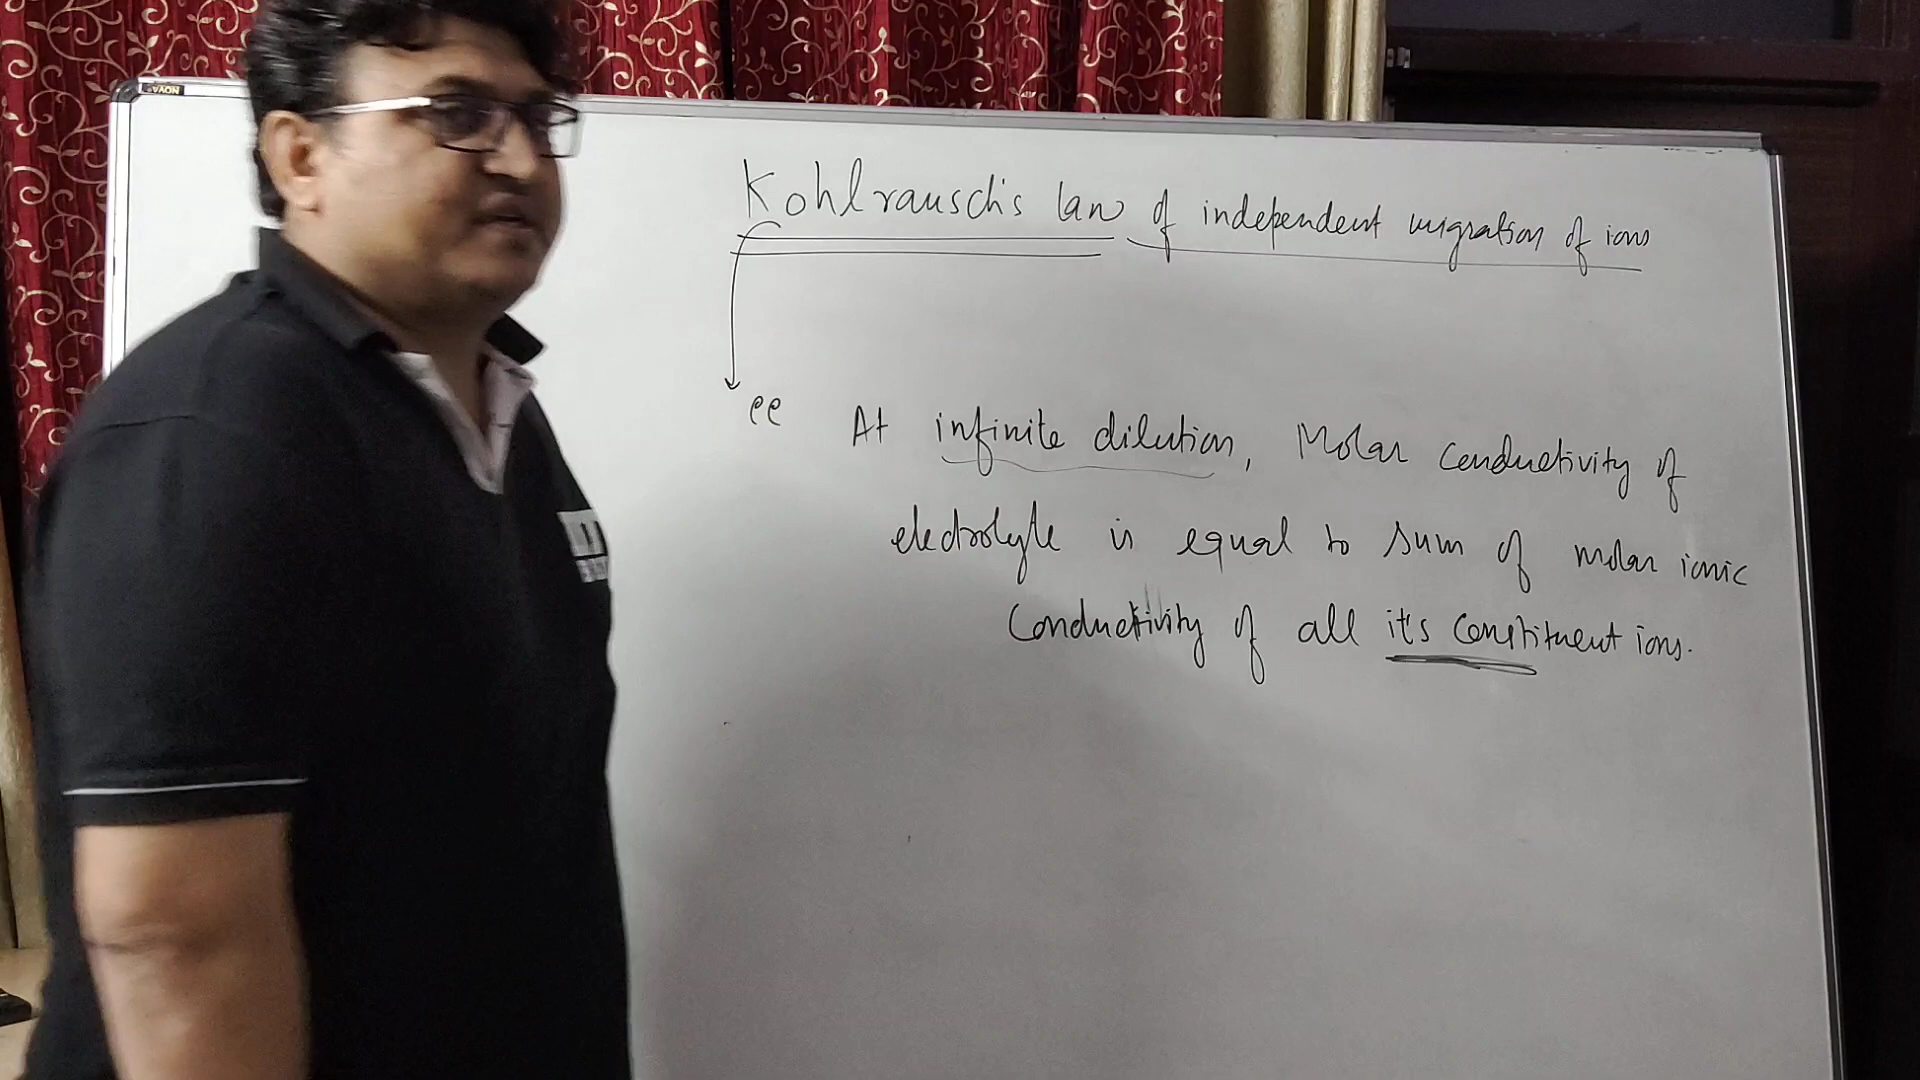 NOVA
Kohlrausch's law of independent migration of ions
“ At infinite dilution, Molar conductivity of
electrolyte is equal to sum of molar ionic
Conductivity of all it's constituent ions.